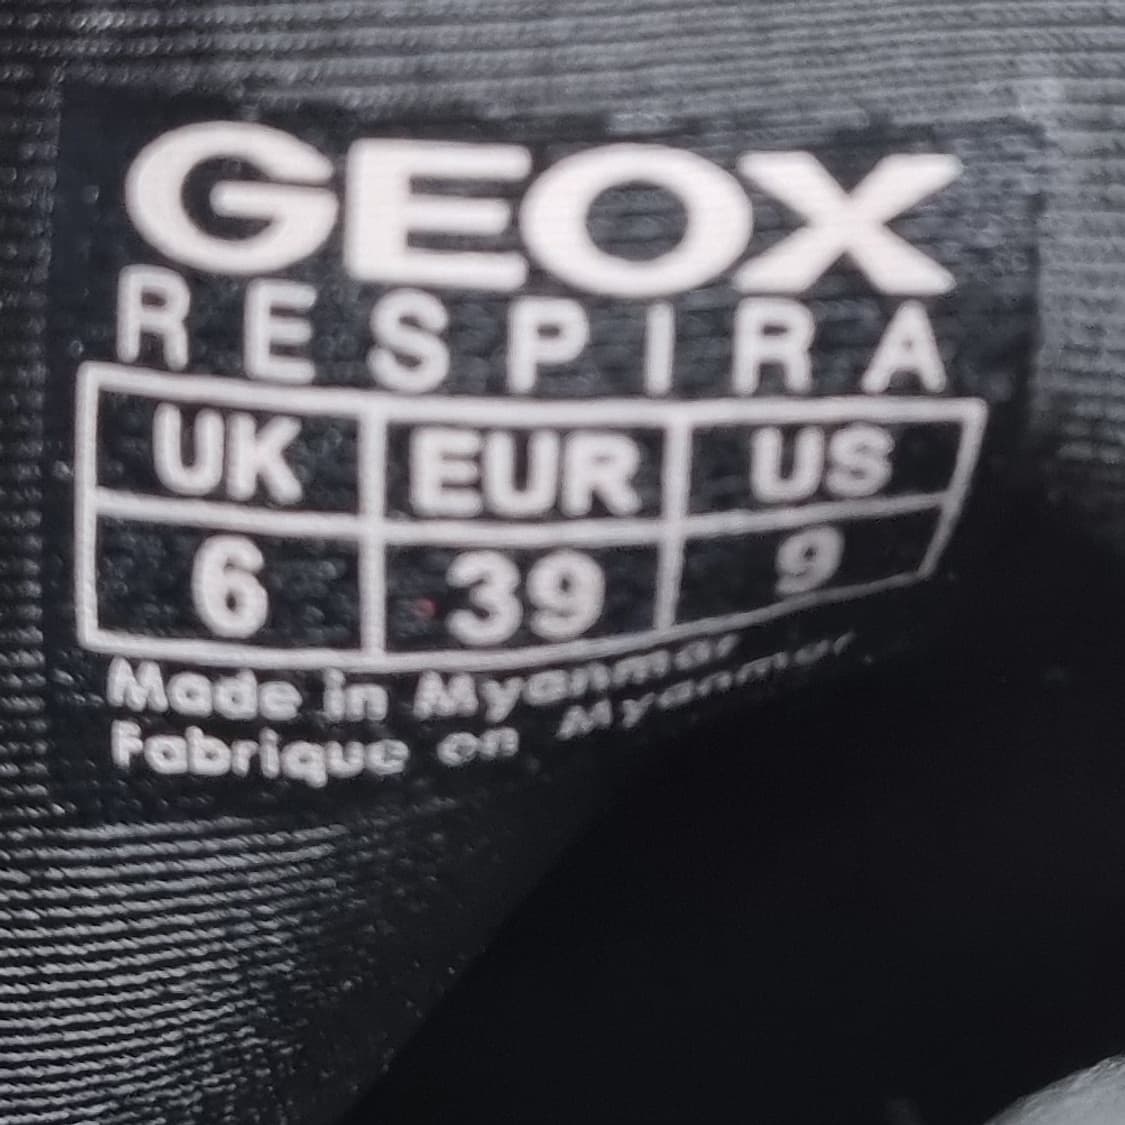 GEOX
RESPIRA
UK EUR US
6 39 9
Made in Myanmar
Fabrique en Myanmar